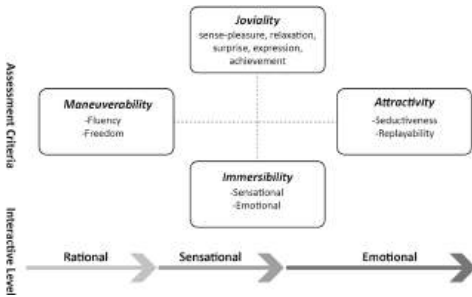 Joviality
sense-pleasure, relaxation,
surprise, expression,
achievement
Assessment Criteria
Maneuverability
-Fluency
-Freedom
Attractivity
-Seductiveness
-Replayability
Immersibility
-Sensational
-Emotional
Interactive Level
Rational
Sensational
Emotional